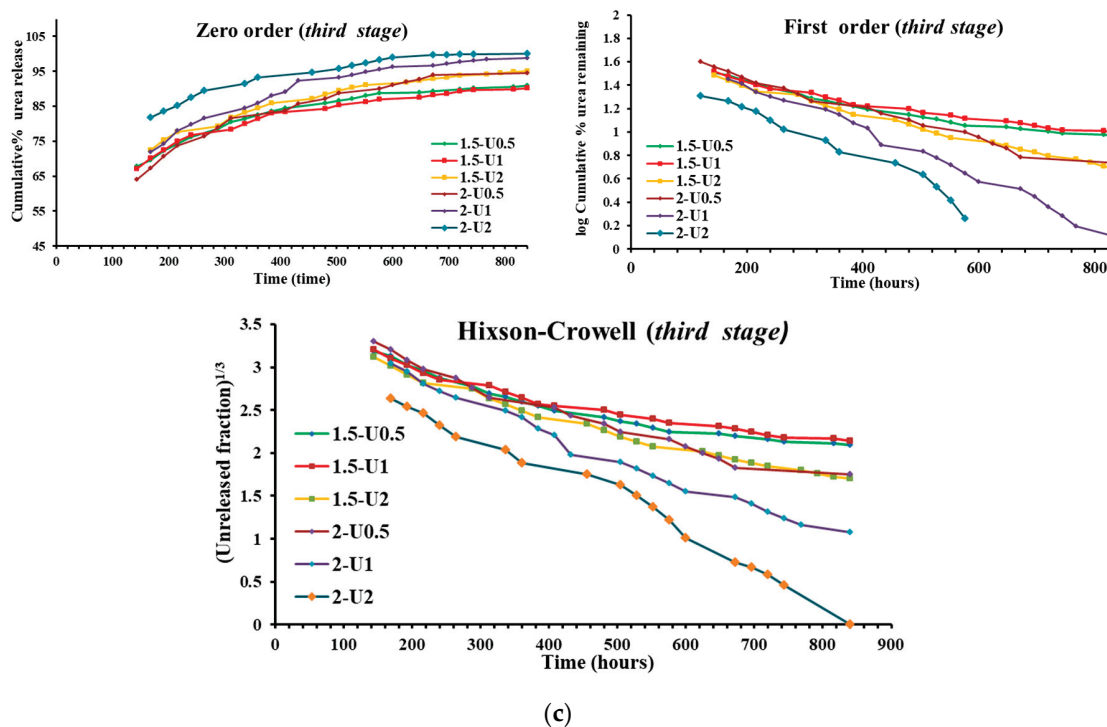 Zero order (third stage)
Cumulative% urea release
105
95
85
75
65
55
45
1.5-U0.5
1.5-U1
1.5-U2
2-U0.5
2-U1
2-U2
0 100 200 300 400 500 600 700 800
Time (time)
First order (third stage)
log Cumulative % urea remaining
2
1.8
1.6
1.4
1.2
1
0.8
0.6
0.4
0.2
0
1.5-U0.5
1.5-U1
1.5-U2
2-U0.5
2-U1
2-U2
0 200 400 600 800
Time (hours)
Hixson-Crowell (third stage)
(Unreleased fraction)1/3
3.5
3
2.5
2
1.5
1
0.5
0
1.5-U0.5
1.5-U1
1.5-U2
2-U0.5
2-U1
2-U2
0 100 200 300 400 500 600 700 800 900
Time (hours)
(c)